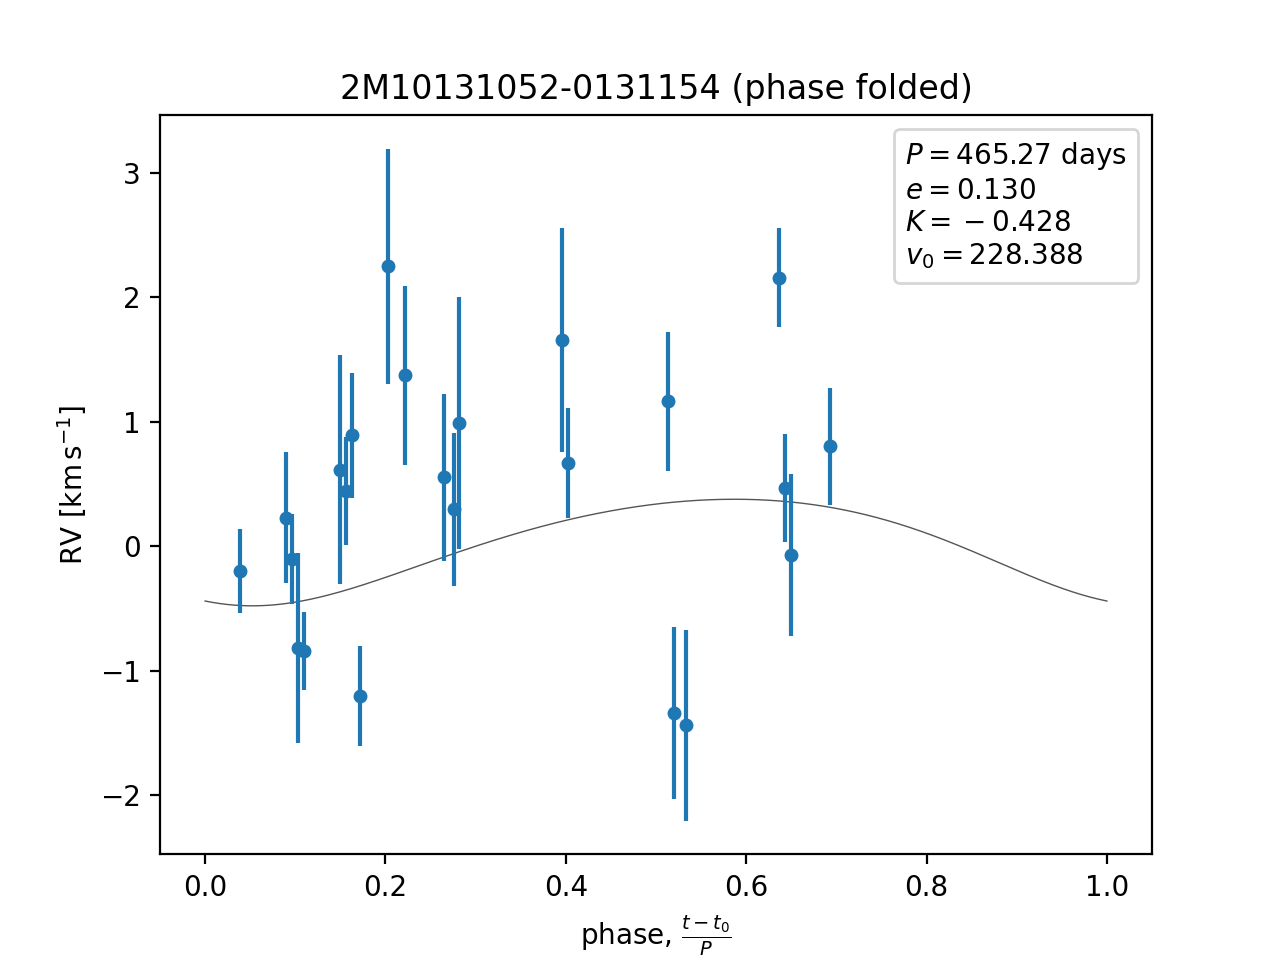 2M10131052-0131154 (phase folded)
P = 465.27 days
e = 0.130
K = −0.428
v₀ = 228.388
3
2
1
0
−1
−2
RV [km s⁻¹]
0.0 0.2 0.4 0.6 0.8 1.0
phase, (t − t₀)/P